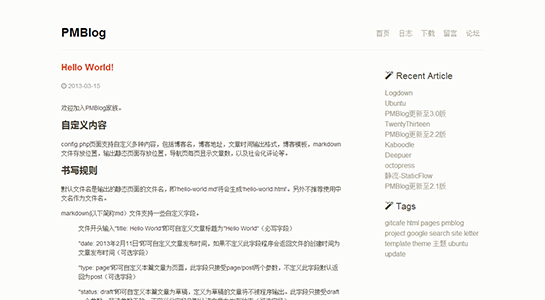 PMBlog
首页 日志 下载 留言 论坛
Hello World!
2013-03-15
欢迎加入PMBlog家族。
自定义内容
config.php页面支持自定义多种内容。包括博客名，博客地址，文章时间输出格式，博客模板，markdown
文件存放位置，输出静态页面存放位置，导航页每页显示文章数，以及社会化评论等。
书写规则
默认文件名是输出的静态页面的文件名。即'hello-world.md'将会生成'hello-world.html'。另外不推荐使用中
文名作为文件名。
markdown(以下简称md）文件支持一些自定义字段。
文件开头输入"title: Hello World"即可自定义文章标题为"Hello World"（必写字段）
"date: 2013年2月11日"即可自定义文章发布时间。如果不定义此字段程序会返回文件的创建时间为
文章发布时间（可选字段）
"type: page"即可自定义本篇文章为页面。此字段只接受page/post两个参数，不定义此字段默认返
回为post（可选字段）
"status: draft"即可自定义本篇文章为草稿，定义为草稿的文章将不被程序输出。此字段只接受draft
Recent Article
Logdown
Ubuntu
PMBlog更新至3.0版
TwentyThirteen
PMBlog更新至2.2版
Kaboodle
Deepuer
octopress
静流-StaticFlow
PMBlog更新至2.1版
Tags
gitcafe html pages pmblog
project google search site letter
template theme 主题 ubuntu
update